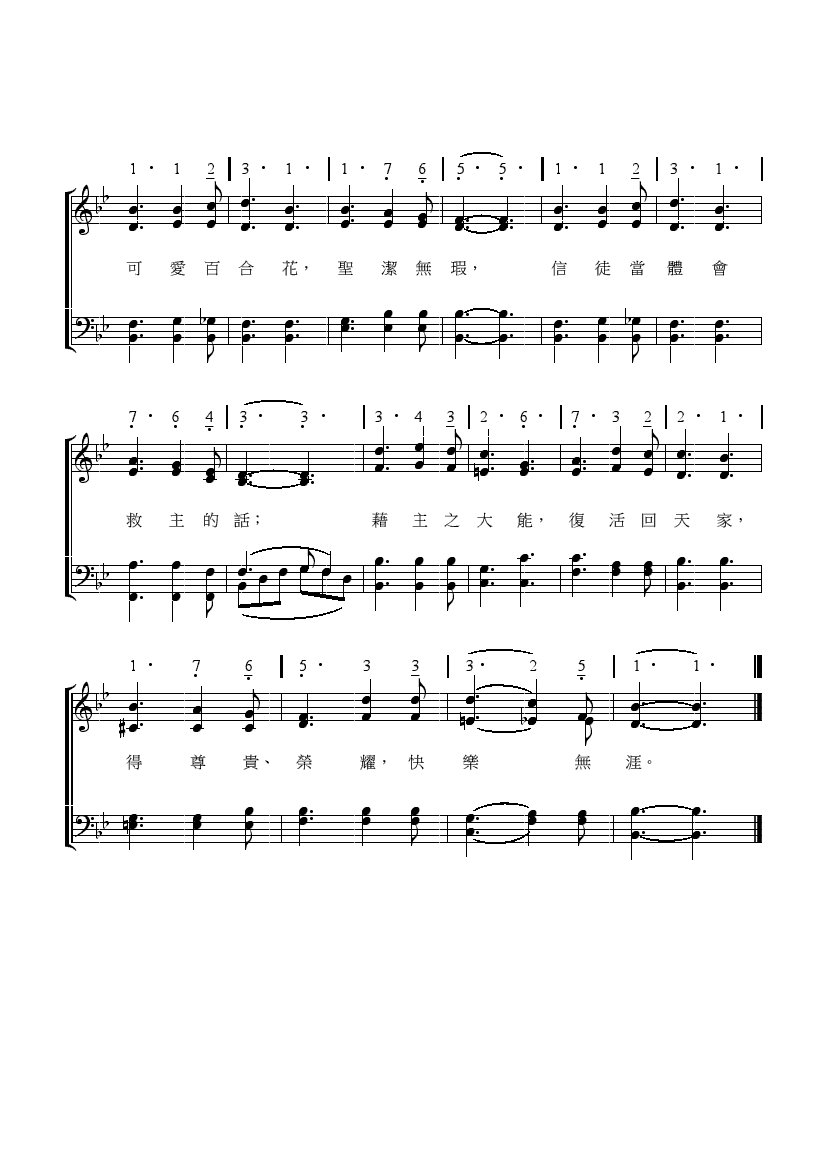 1· 1 2 3· 1· 1· 7 6 5· 5· 1· 1 2 3· 1·
可愛百合花，聖潔無瑕，信徒當體會
7· 6 4 3· 3· 3· 4 3 2· 6· 7· 3 2 2· 1·
救主的話；藉主之大能，復活回天家，
1· 7 6 5· 3 3 3· 2 5 1· 1·
得尊貴、榮耀，快樂無涯。